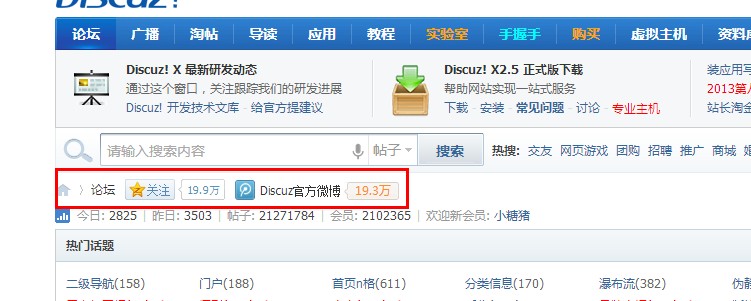 Discuz!
论坛 广播 淘帖 导读 应用 教程 实验室 手握手 购买 虚拟主机 资料
Discuz! X 最新研发动态
通过这个窗口，关注跟踪我们的研发进展
Discuz! 开发技术文库 - 给官方提建议
Discuz! X2.5 正式版下载
帮助网站实现一站式服务
下载 - 安装 - 常见问题 - 讨论 - 专业主机
装应用写
2013第
站长淘金
请输入搜索内容 帖子 搜索 热搜: 交友 网页游戏 团购 招聘 推广 商城
论坛 关注 19.9万 Discuz官方微博 19.3万
今日: 2825 | 昨日: 3503 | 帖子: 21271784 | 会员: 2102365 | 欢迎新会员: 小糖猪
热门话题
二级导航(158) 门户(188) 首页n格(611) 分类信息(170) 瀑布流(382) 伪